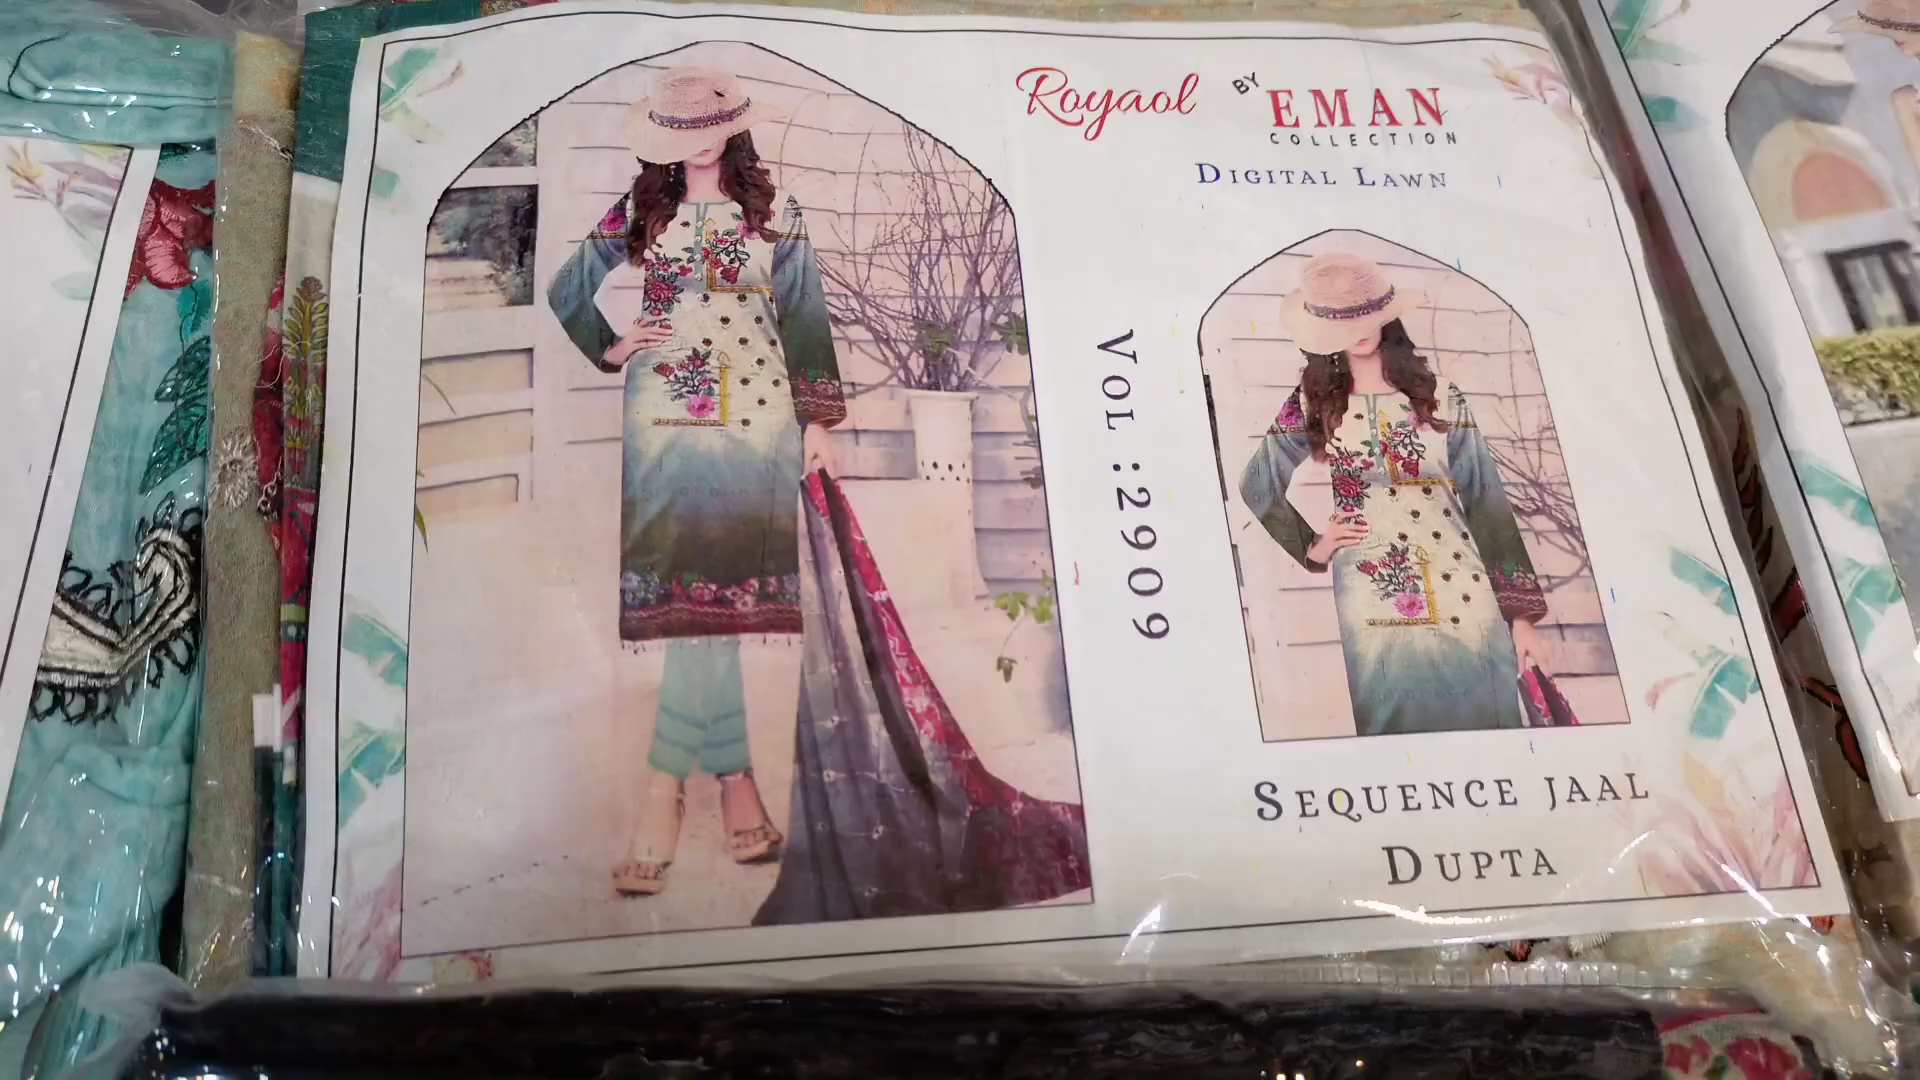 Royaol BY EMAN
COLLECTION
DIGITAL LAWN
VOL : 2909
SEQUENCE JAAL
DUPTA